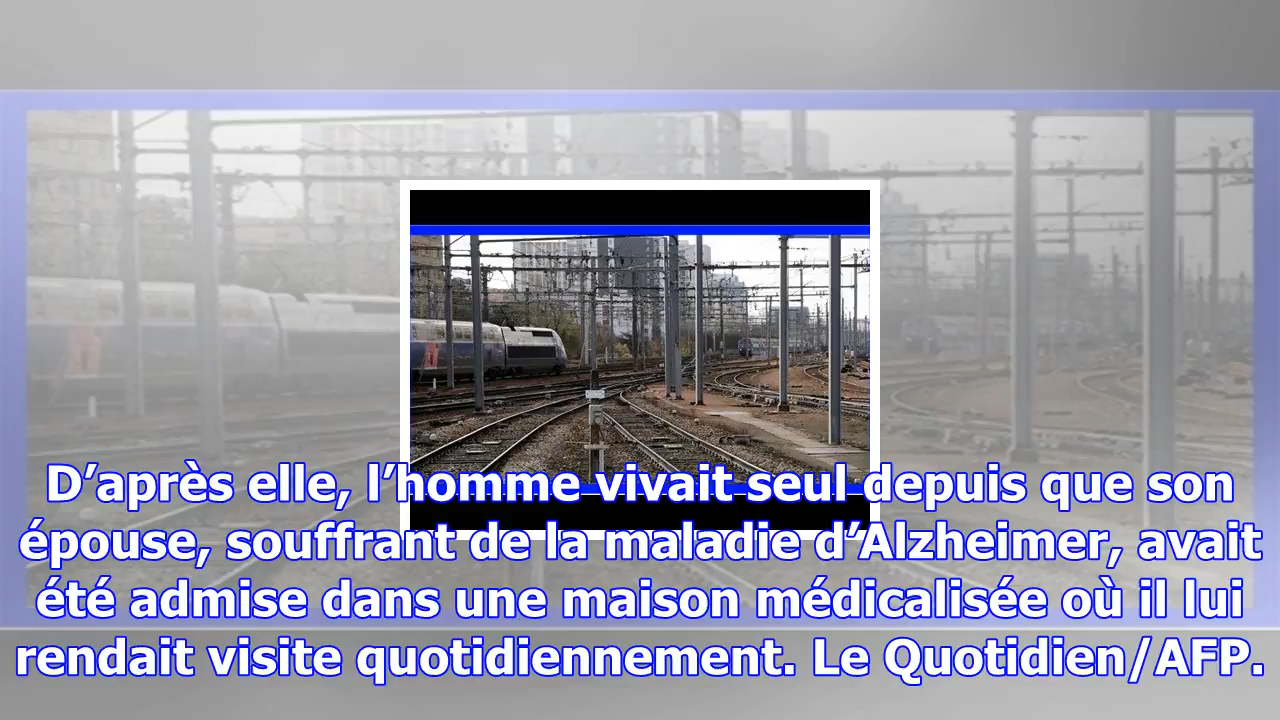 D’après elle, l’homme vivait seul depuis que son
épouse, souffrant de la maladie d’Alzheimer, avait
été admise dans une maison médicalisée où il lui
rendait visite quotidiennement. Le Quotidien/AFP.